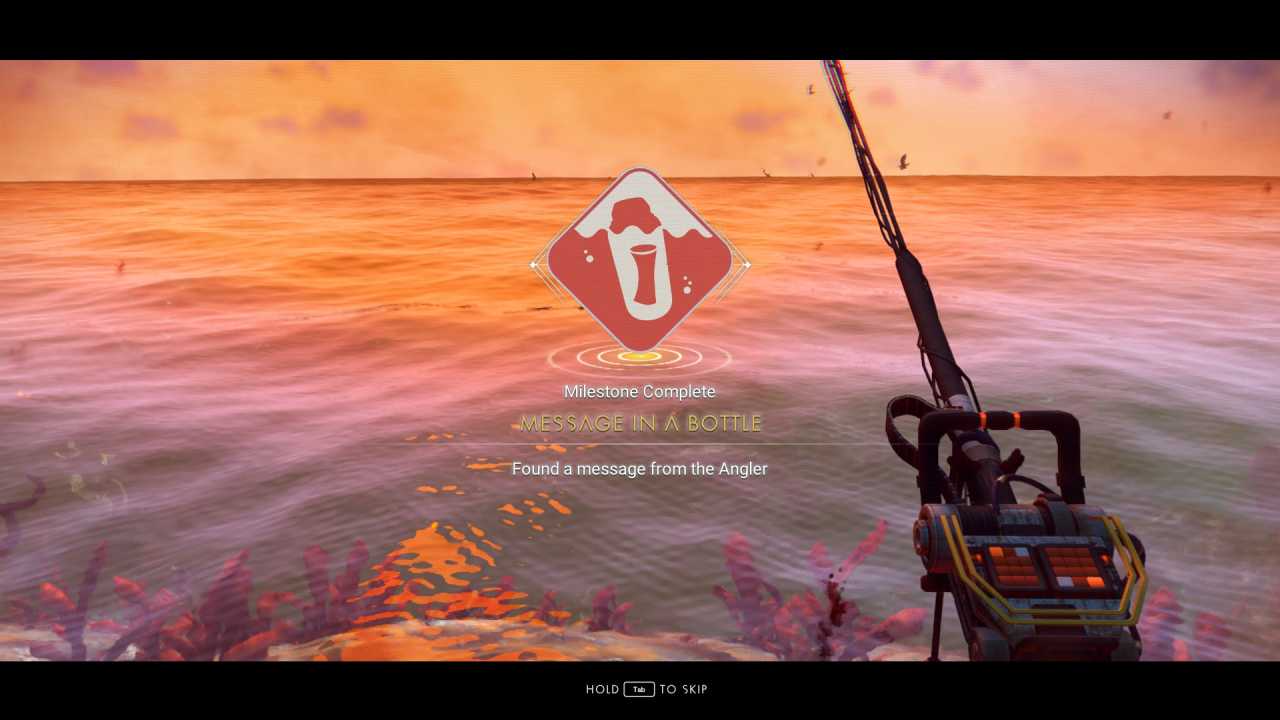 Milestone Complete
MESSAGE IN A BOTTLE
Found a message from the Angler
HOLD Tab TO SKIP